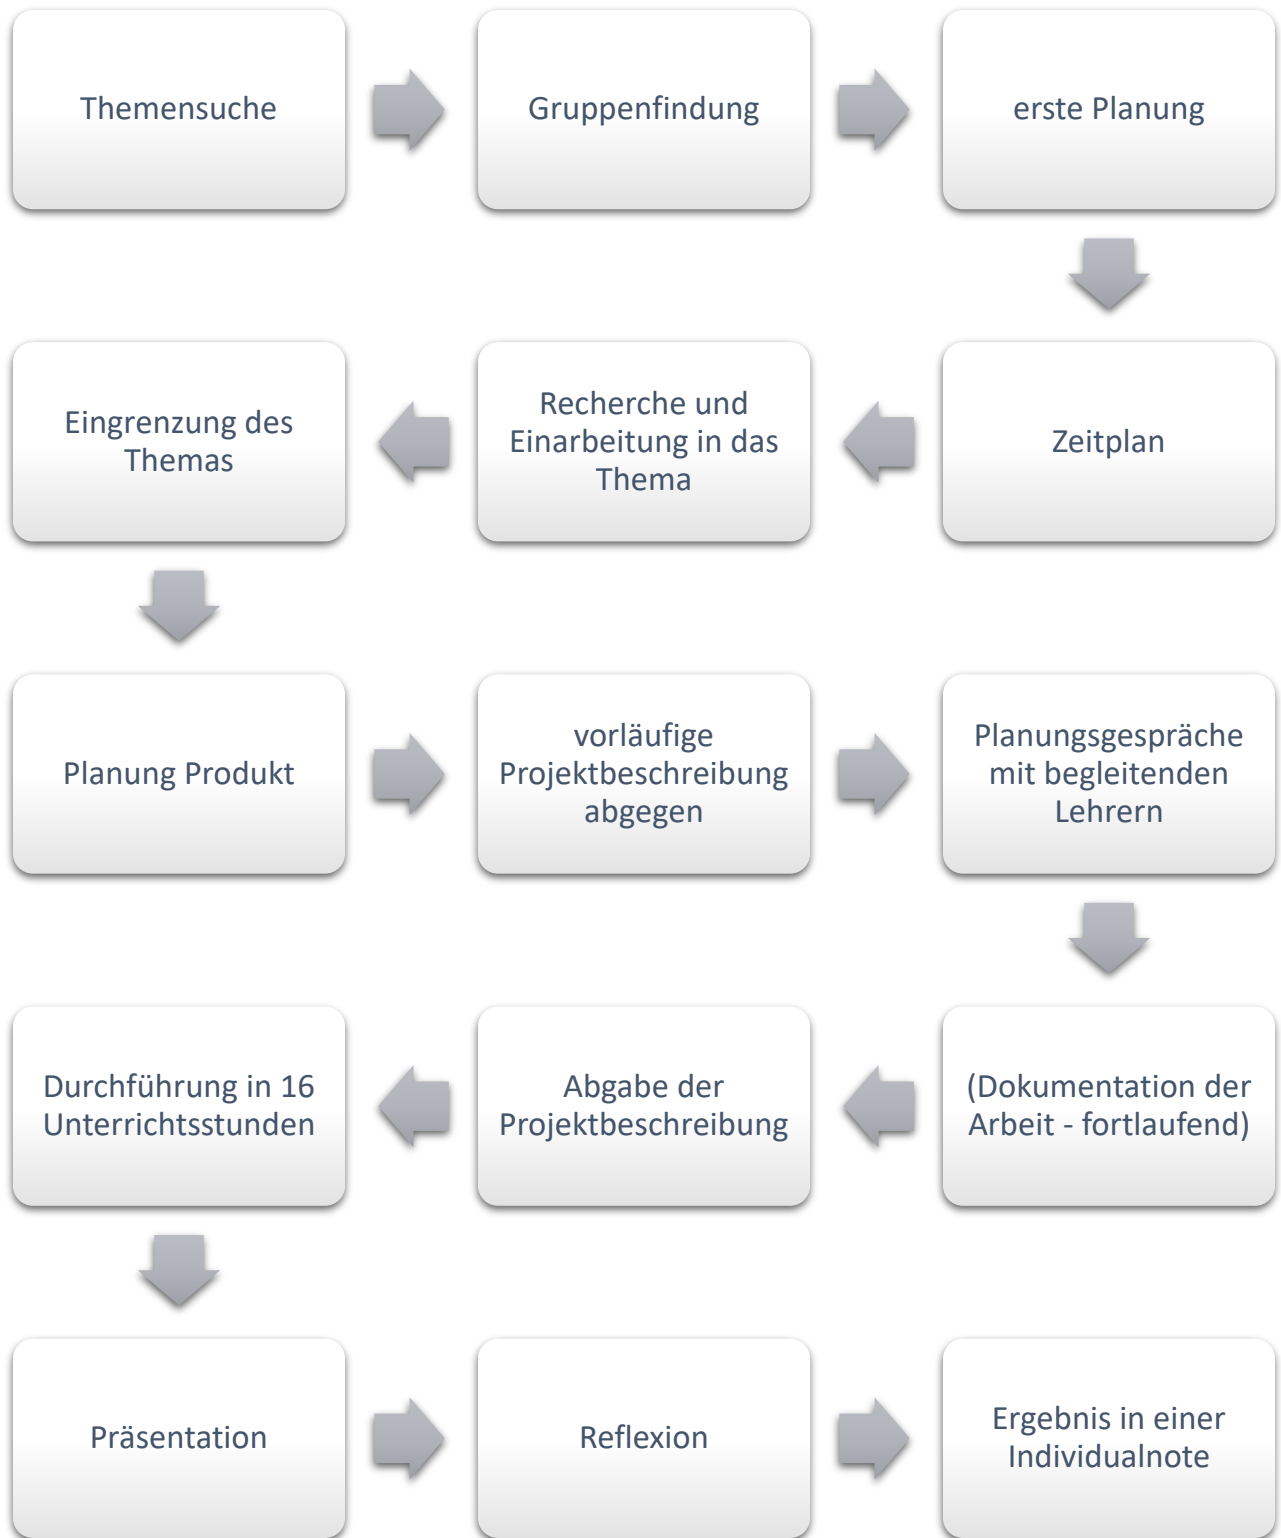 Themensuche
Gruppenfindung
erste Planung
Zeitplan
Recherche und
Einarbeitung in das
Thema
Eingrenzung des
Themas
Planung Produkt
vorläufige
Projektbeschreibung
abgegen
Planungsgespräche
mit begleitenden
Lehrern
(Dokumentation der
Arbeit - fortlaufend)
Abgabe der
Projektbeschreibung
Durchführung in 16
Unterrichtsstunden
Präsentation
Reflexion
Ergebnis in einer
Individualnote